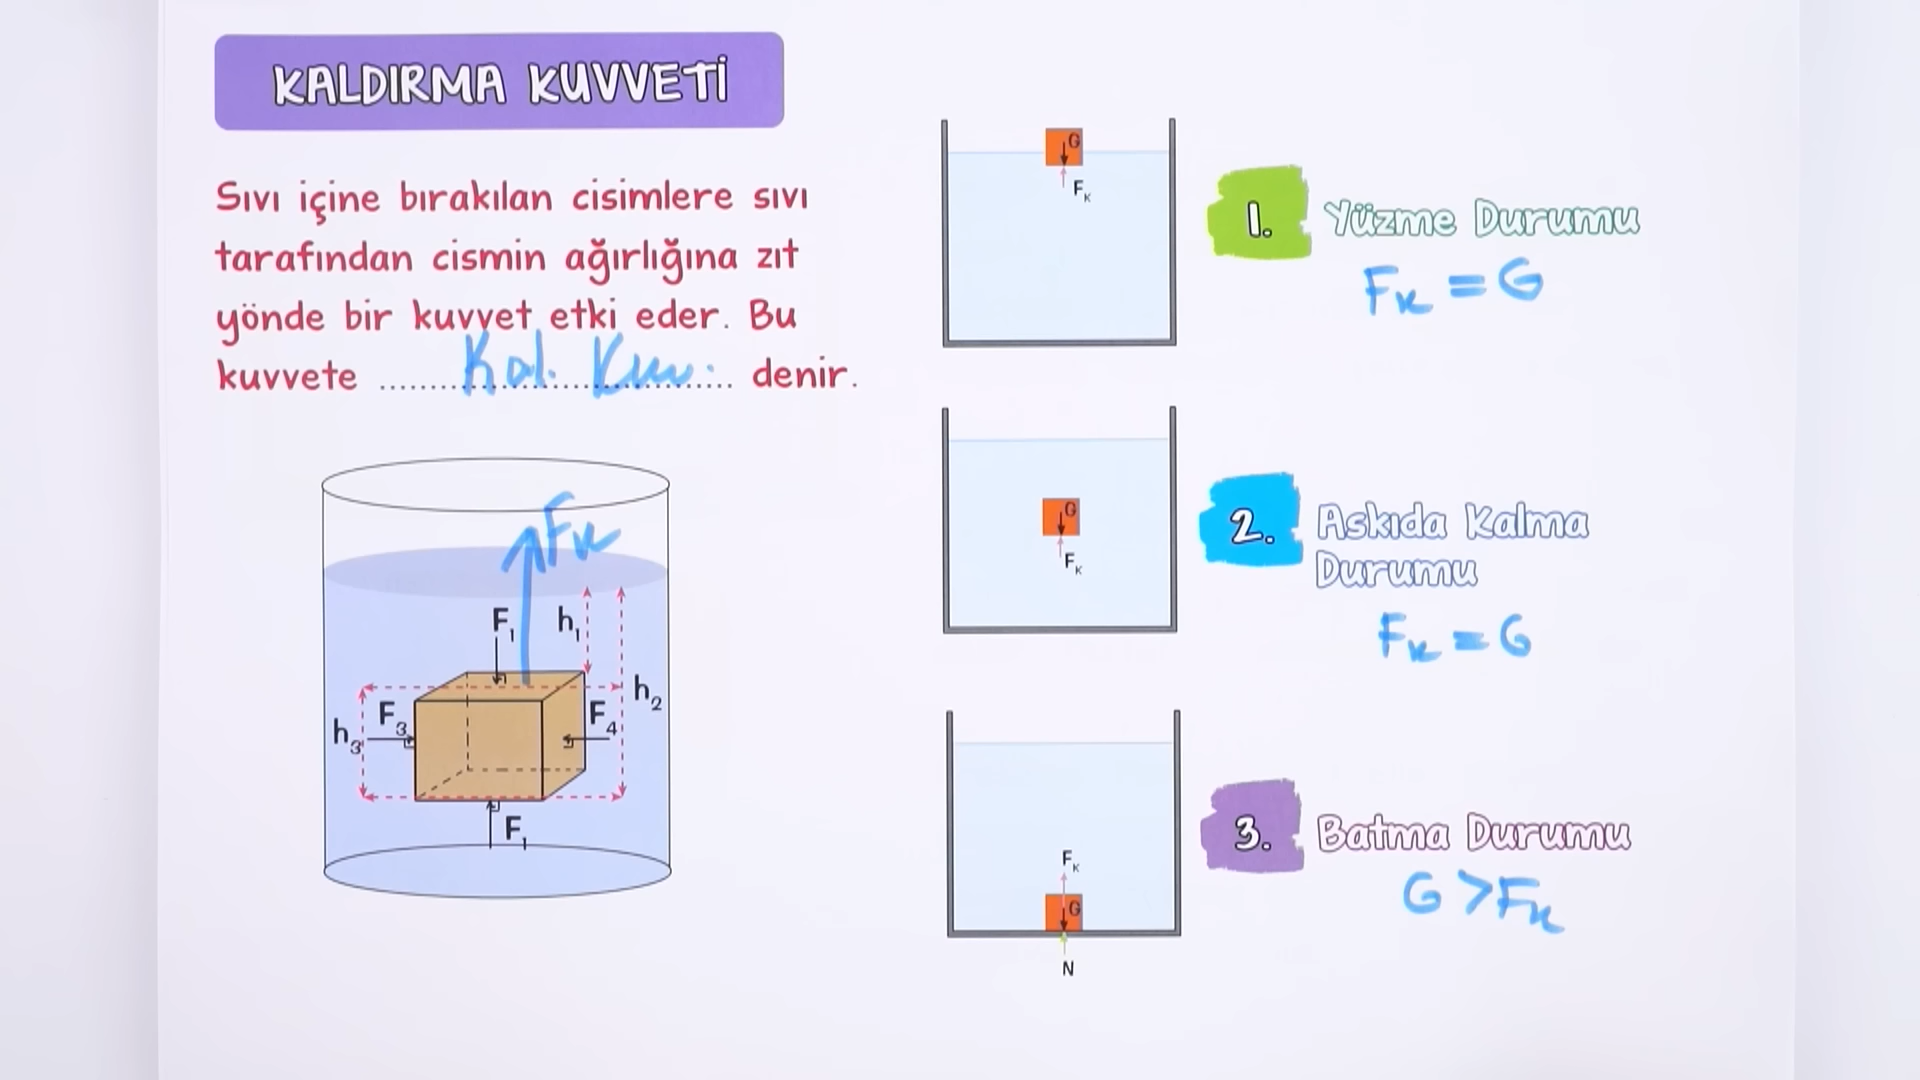 KALDIRMA KUVVETİ
Sıvı içine bırakılan cisimlere sıvı
tarafından cismin ağırlığına zıt
yönde bir kuvvet etki eder. Bu
kuvvete ........Kal. Kuv......... denir.
FK
F1
h1
h2
F3
F4
h3
F1
G
FK
1. Yüzme Durumu
FK = G
G
FK
2. Askıda Kalma
Durumu
FK = G
FK
G
N
3. Batma Durumu
G > FK